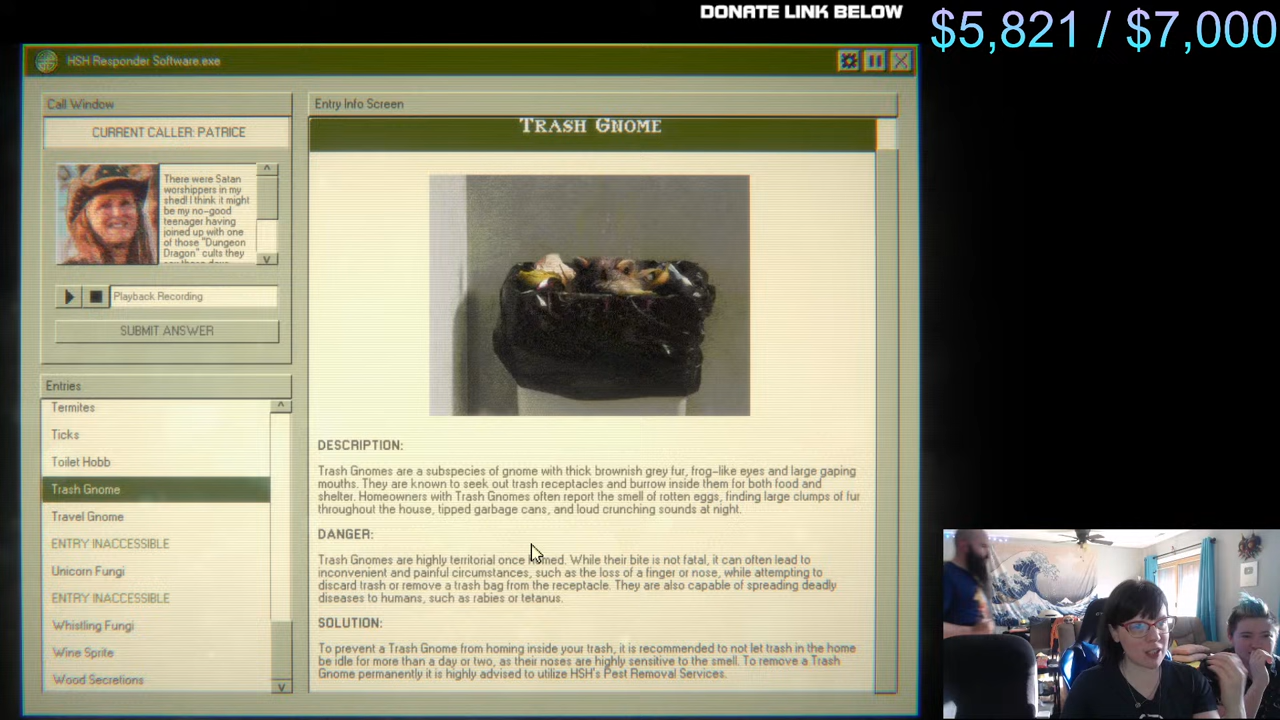 DONATE LINK BELOW
$5,821 / $7,000
HSH Responder Software.exe
Call Window
CURRENT CALLER: PATRICE
There were Satan
worshippers in my
shed! I think it might
be my no-good
teenager having
joined up with one
of those "Dungeon
Dragon" cults they
Playback Recording
SUBMIT ANSWER
Entries
Termites
Ticks
Toilet Hobb
Trash Gnome
Travel Gnome
ENTRY INACCESSIBLE
Unicorn Fungi
ENTRY INACCESSIBLE
Whistling Fungi
Wine Sprite
Wood Secretions
Entry Info Screen
TRASH GNOME
DESCRIPTION:
Trash Gnomes are a subspecies of gnome with thick brownish grey fur, frog-like eyes and large gaping
mouths. They are known to seek out trash receptacles and burrow inside them for both food and
shelter. Homeowners with Trash Gnomes often report the smell of rotten eggs, finding large clumps of fur
throughout the house, tipped garbage cans, and loud crunching sounds at night.
DANGER:
Trash Gnomes are highly territorial once homed. While their bite is not fatal, it can often lead to
inconvenient and painful circumstances, such as the loss of a finger or nose, while attempting to
discard trash or remove a trash bag from the receptacle. They are also capable of spreading deadly
diseases to humans, such as rabies or tetanus.
SOLUTION:
To prevent a Trash Gnome from homing inside your trash, it is recommended to not let trash in the home
be idle for more than a day or two, as their noses are highly sensitive to the smell. To remove a Trash
Gnome permanently it is highly advised to utilize HSH's Pest Removal Services.